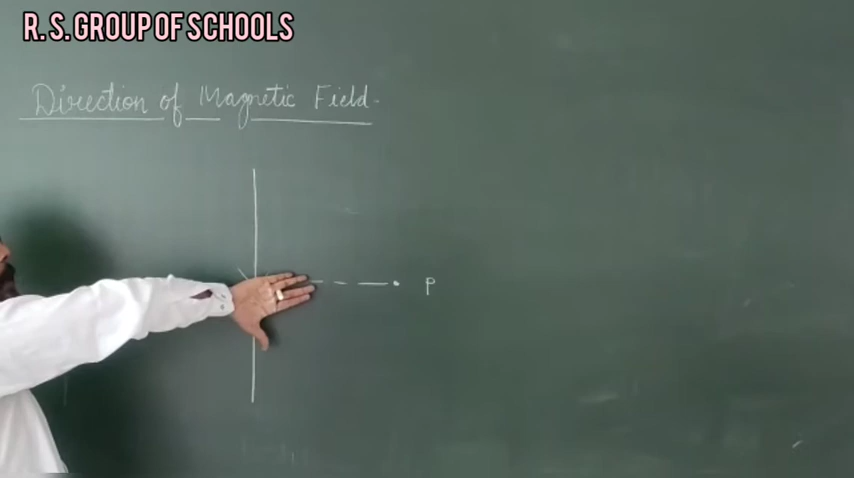 R. S. GROUP OF SCHOOLS
Direction of Magnetic Field.
P